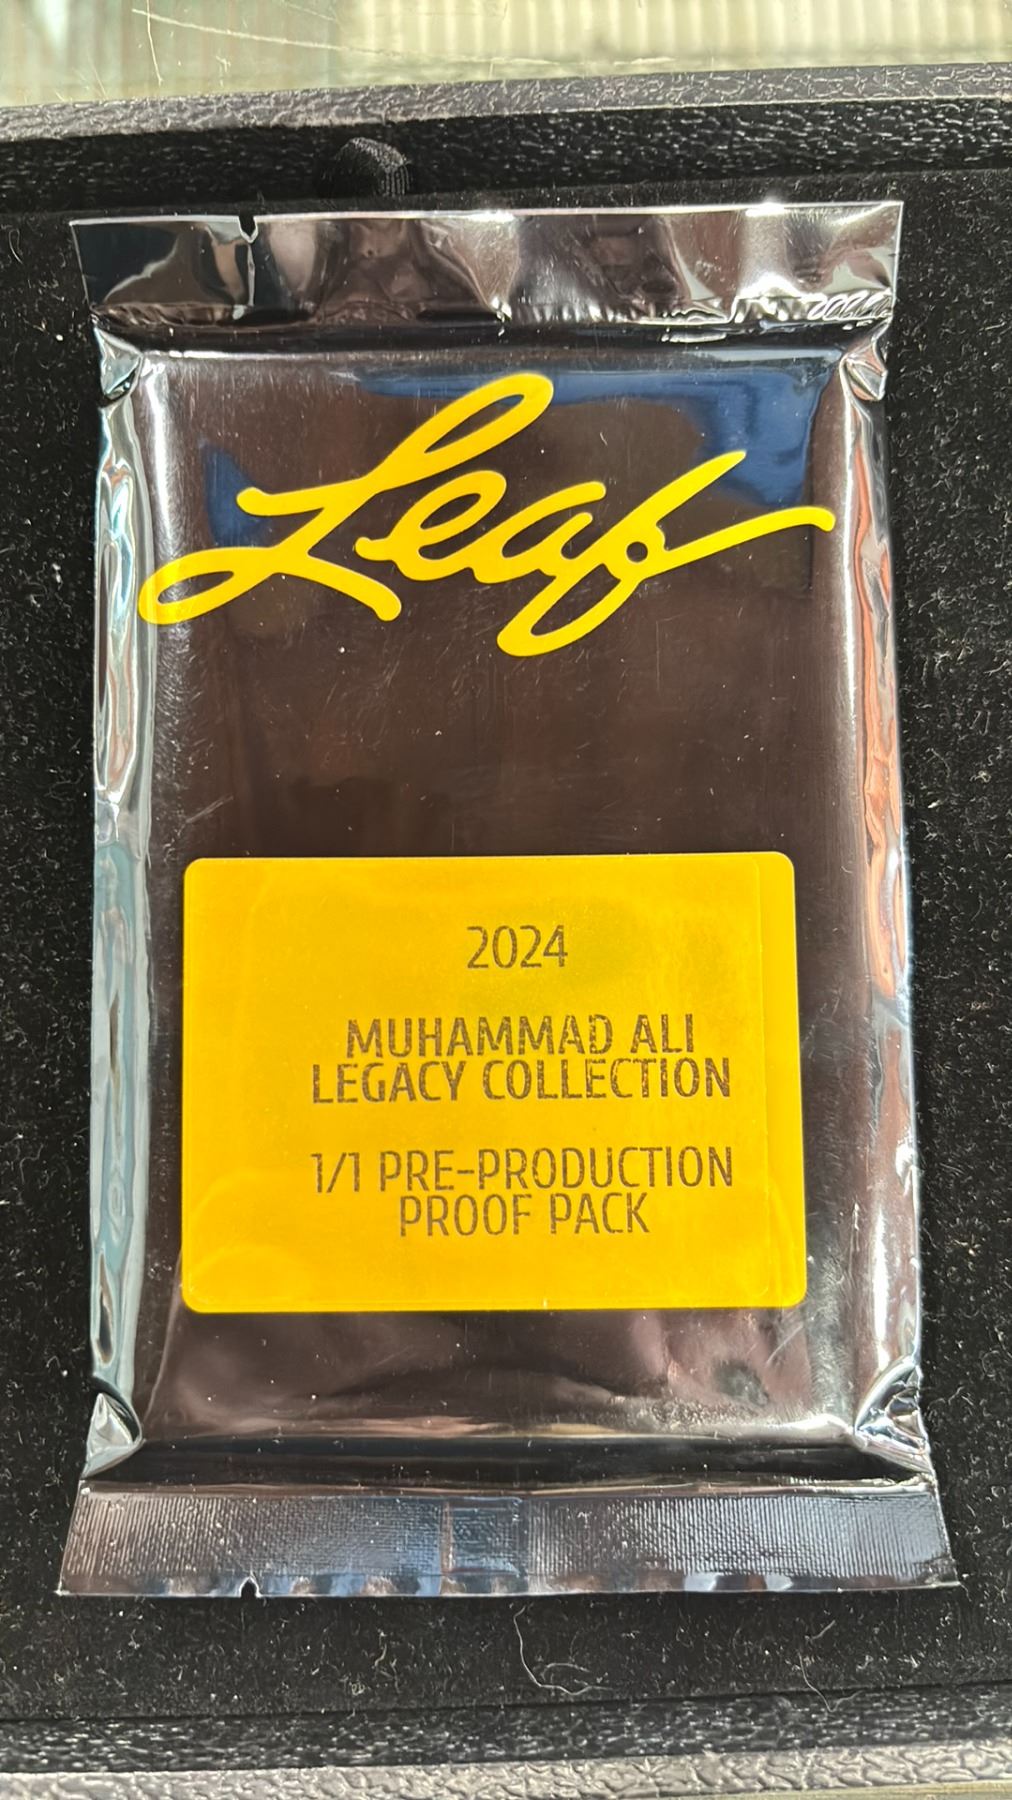 Leaf
2024
MUHAMMAD ALI
LEGACY COLLECTION
1/1 PRE-PRODUCTION
PROOF PACK